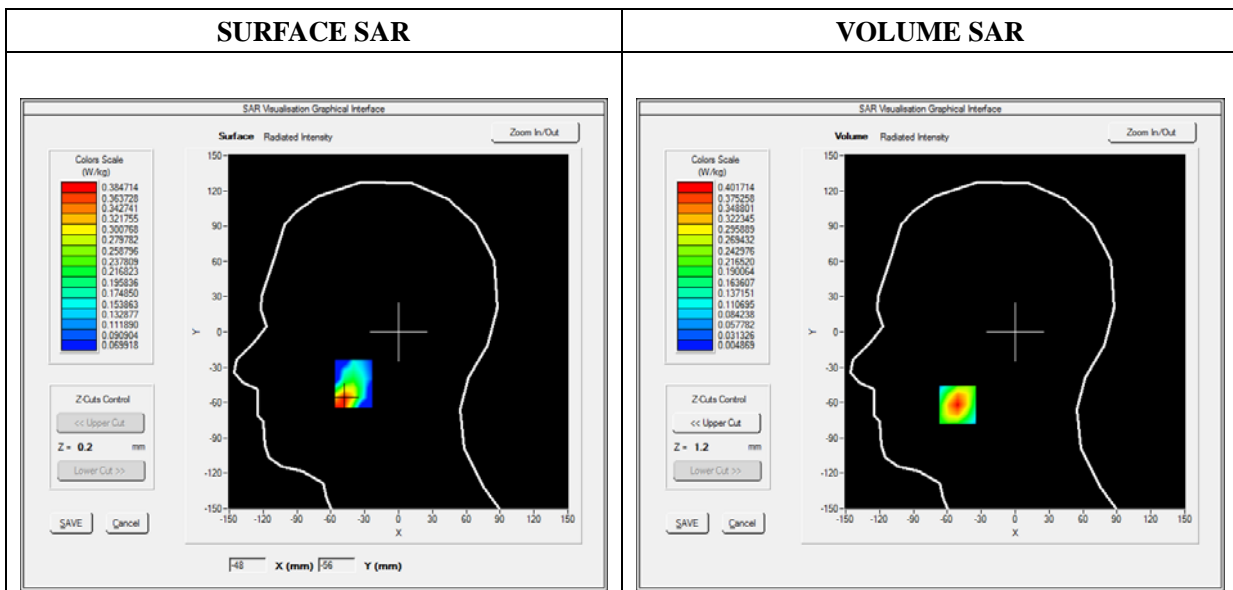 SURFACE SAR
VOLUME SAR
SAR Visualisation Graphical Interface
Surface Radiated Intensity
Zoom In/Out
Colors Scale
(W/kg)
0.384714
0.363728
0.342741
0.321755
0.300768
0.279782
0.258796
0.237809
0.216823
0.195836
0.174850
0.153863
0.132877
0.111890
0.090904
0.069918
Z-Cuts Control
<< Upper Cut
Z = 0.2 mm
Lower Cut >>
SAVE Cancel
150
120
90
60
30
Y 0
-30
-60
-90
-120
-150
-150 -120 -90 -60 -30 0 30 60 90 120 150
X
-48 X (mm) -56 Y (mm)
SAR Visualisation Graphical Interface
Volume Radiated Intensity
Zoom In/Out
Colors Scale
(W/kg)
0.401714
0.375258
0.348801
0.322345
0.295889
0.269432
0.242976
0.216520
0.190064
0.163607
0.137151
0.110695
0.084238
0.057782
0.031326
0.004869
Z-Cuts Control
<< Upper Cut
Z = 1.2 mm
Lower Cut >>
SAVE Cancel
150
120
90
60
30
Y 0
-30
-60
-90
-120
-150
-150 -120 -90 -60 -30 0 30 60 90 120 150
X